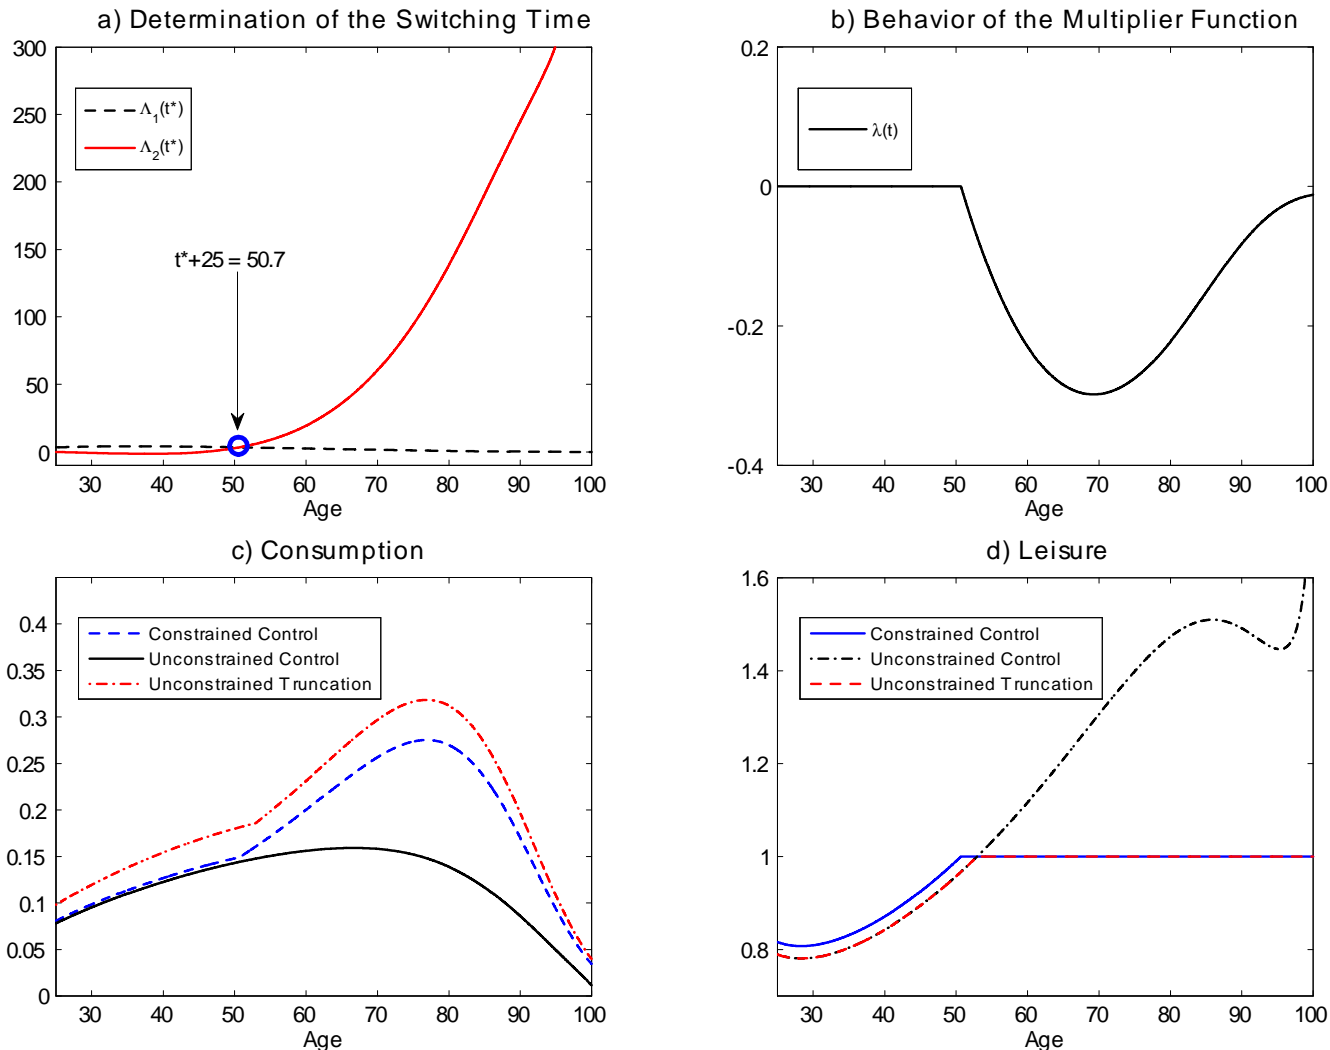 a) Determination of the Switching Time
300
250
200
150
100
50
0
Λ1(t*)
Λ2(t*)
t*+25 = 50.7
30 40 50 60 70 80 90 100
Age
b) Behavior of the Multiplier Function
0.2
0
-0.2
-0.4
λ(t)
30 40 50 60 70 80 90 100
Age
c) Consumption
0.4
0.35
0.3
0.25
0.2
0.15
0.1
0.05
0
Constrained Control
Unconstrained Control
Unconstrained Truncation
30 40 50 60 70 80 90 100
Age
d) Leisure
1.6
1.4
1.2
1
0.8
Constrained Control
Unconstrained Control
Unconstrained Truncation
30 40 50 60 70 80 90 100
Age